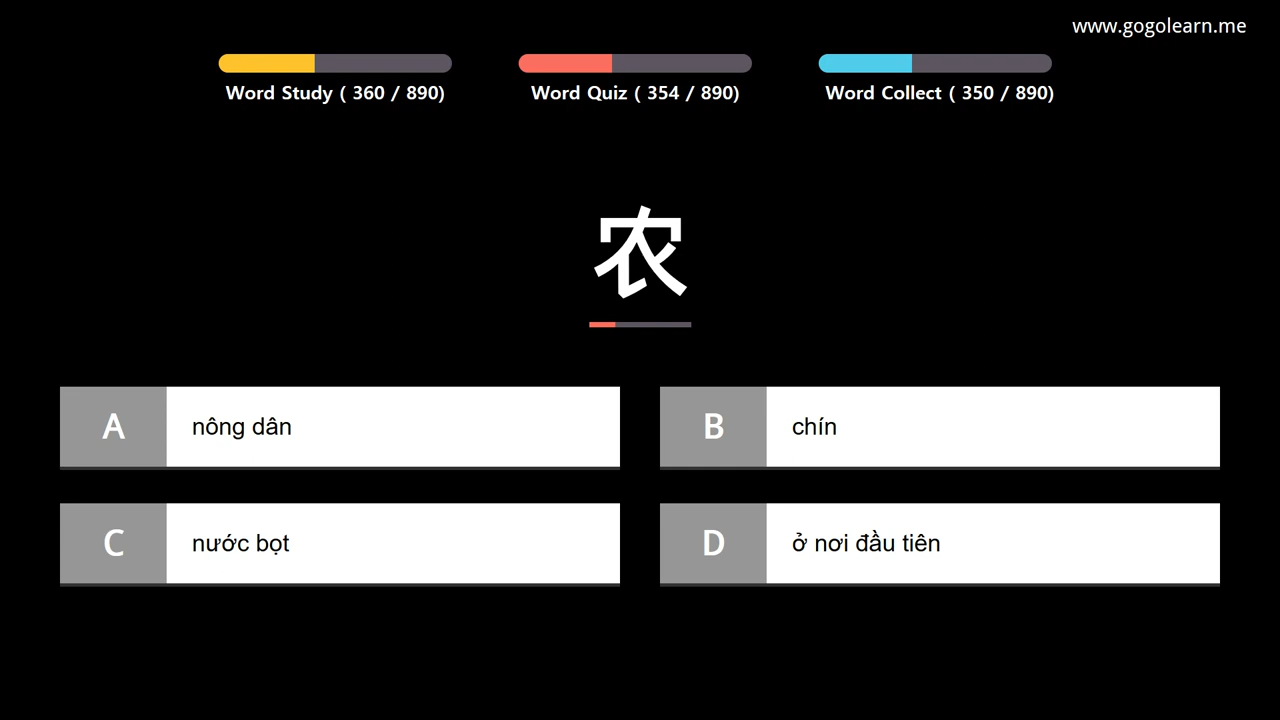 www.gogolearn.me
Word Study ( 360 / 890)
Word Quiz ( 354 / 890)
Word Collect ( 350 / 890)
农
A nông dân
B chín
C nước bọt
D ở nơi đầu tiên